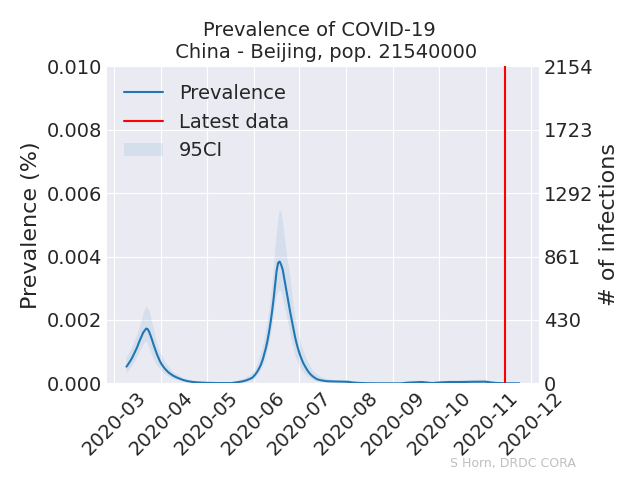 Prevalence of COVID-19
China - Beijing, pop. 21540000
Prevalence
Latest data
95CI
Prevalence (%)
0.010
0.008
0.006
0.004
0.002
0.000
2154
1723
1292
861
430
0
# of infections
2020-03
2020-04
2020-05
2020-06
2020-07
2020-08
2020-09
2020-10
2020-11
2020-12
S Horn, DRDC CORA